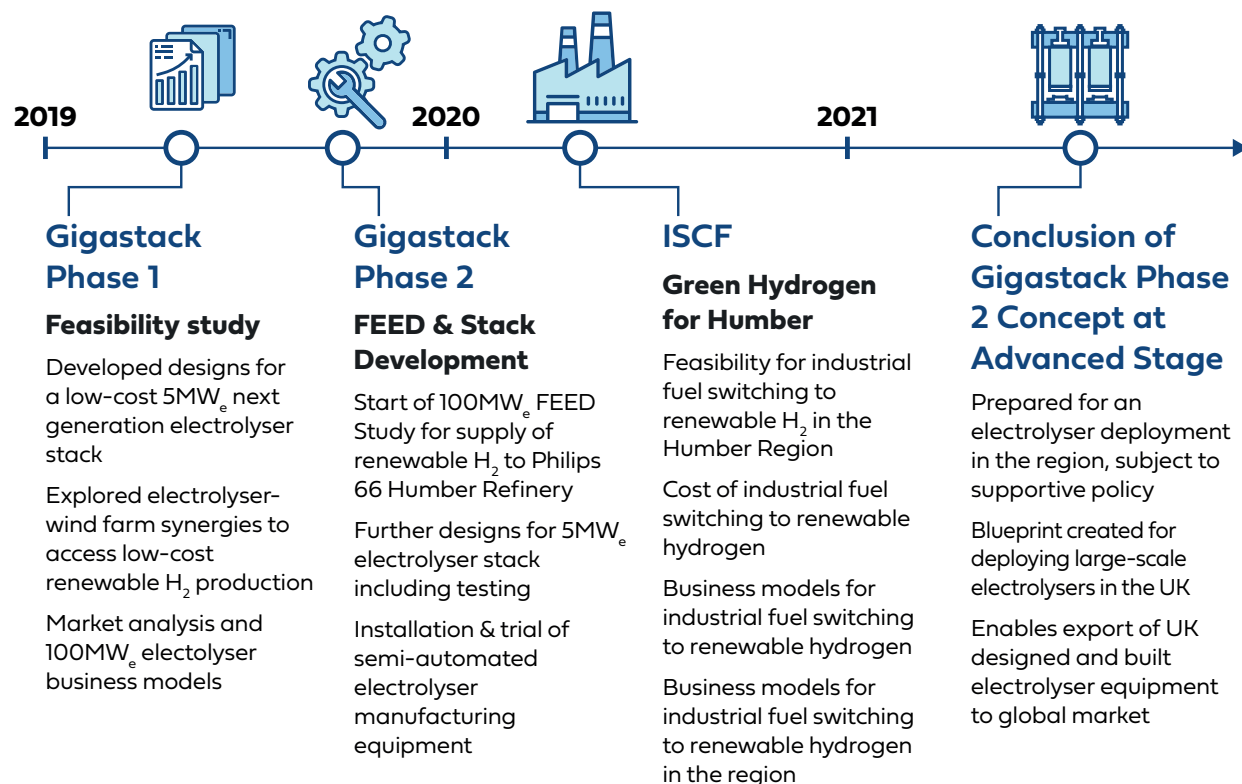 2019
2020
2021
Gigastack
Phase 1
Feasibility study
Developed designs for
a low-cost 5MWₑ next
generation electrolyser
stack
Explored electrolyser-
wind farm synergies to
access low-cost
renewable H₂ production
Market analysis and
100MWₑ electolyser
business models
Gigastack
Phase 2
FEED & Stack
Development
Start of 100MWₑ FEED
Study for supply of
renewable H₂ to Philips
66 Humber Refinery
Further designs for 5MWₑ
electrolyser stack
including testing
Installation & trial of
semi-automated
electrolyser
manufacturing
equipment
ISCF
Green Hydrogen
for Humber
Feasibility for industrial
fuel switching to
renewable H₂ in the
Humber Region
Cost of industrial fuel
switching to renewable
hydrogen
Business models for
industrial fuel switching
to renewable hydrogen
Business models for
industrial fuel switching
to renewable hydrogen
in the region
Conclusion of
Gigastack Phase
2 Concept at
Advanced Stage
Prepared for an
electrolyser deployment
in the region, subject to
supportive policy
Blueprint created for
deploying large-scale
electrolysers in the UK
Enables export of UK
designed and built
electrolyser equipment
to global market